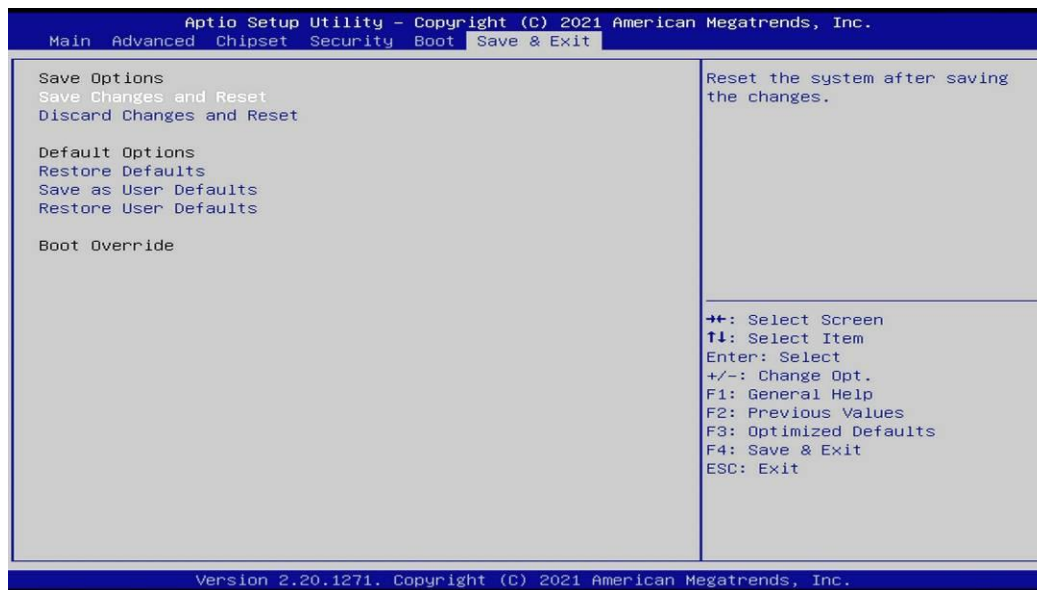 Aptio Setup Utility – Copyright (C) 2021 American Megatrends, Inc.
Main Advanced Chipset Security Boot Save & Exit
Save Options
Save Changes and Reset
Discard Changes and Reset
Default Options
Restore Defaults
Save as User Defaults
Restore User Defaults
Boot Override
Reset the system after saving
the changes.
→←: Select Screen
↑↓: Select Item
Enter: Select
+/-: Change Opt.
F1: General Help
F2: Previous Values
F3: Optimized Defaults
F4: Save & Exit
ESC: Exit
Version 2.20.1271. Copyright (C) 2021 American Megatrends, Inc.